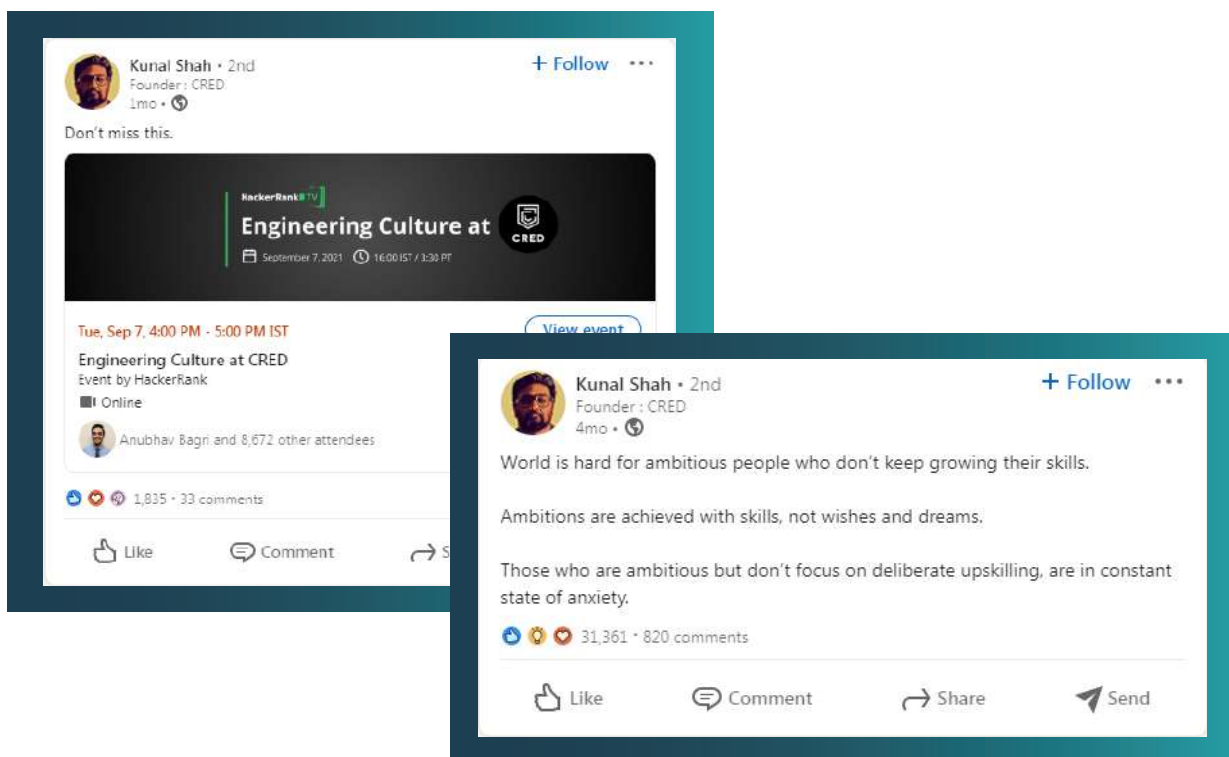 Kunal Shah • 2nd
+ Follow •••
Founder : CRED
1mo •
Don't miss this.
HackerRank TV
Engineering Culture at
CRED
September 7, 2021 16:00 IST / 3:30 PT
Tue, Sep 7, 4:00 PM - 5:00 PM IST
View event
Engineering Culture at CRED
Event by HackerRank
Online
Anubhav Bagri and 8,672 other attendees
1,835 · 33 comments
Like Comment S
Kunal Shah • 2nd
+ Follow •••
Founder : CRED
4mo •
World is hard for ambitious people who don't keep growing their skills.
Ambitions are achieved with skills, not wishes and dreams.
Those who are ambitious but don't focus on deliberate upskilling, are in constant
state of anxiety.
31,361 · 820 comments
Like Comment Share Send